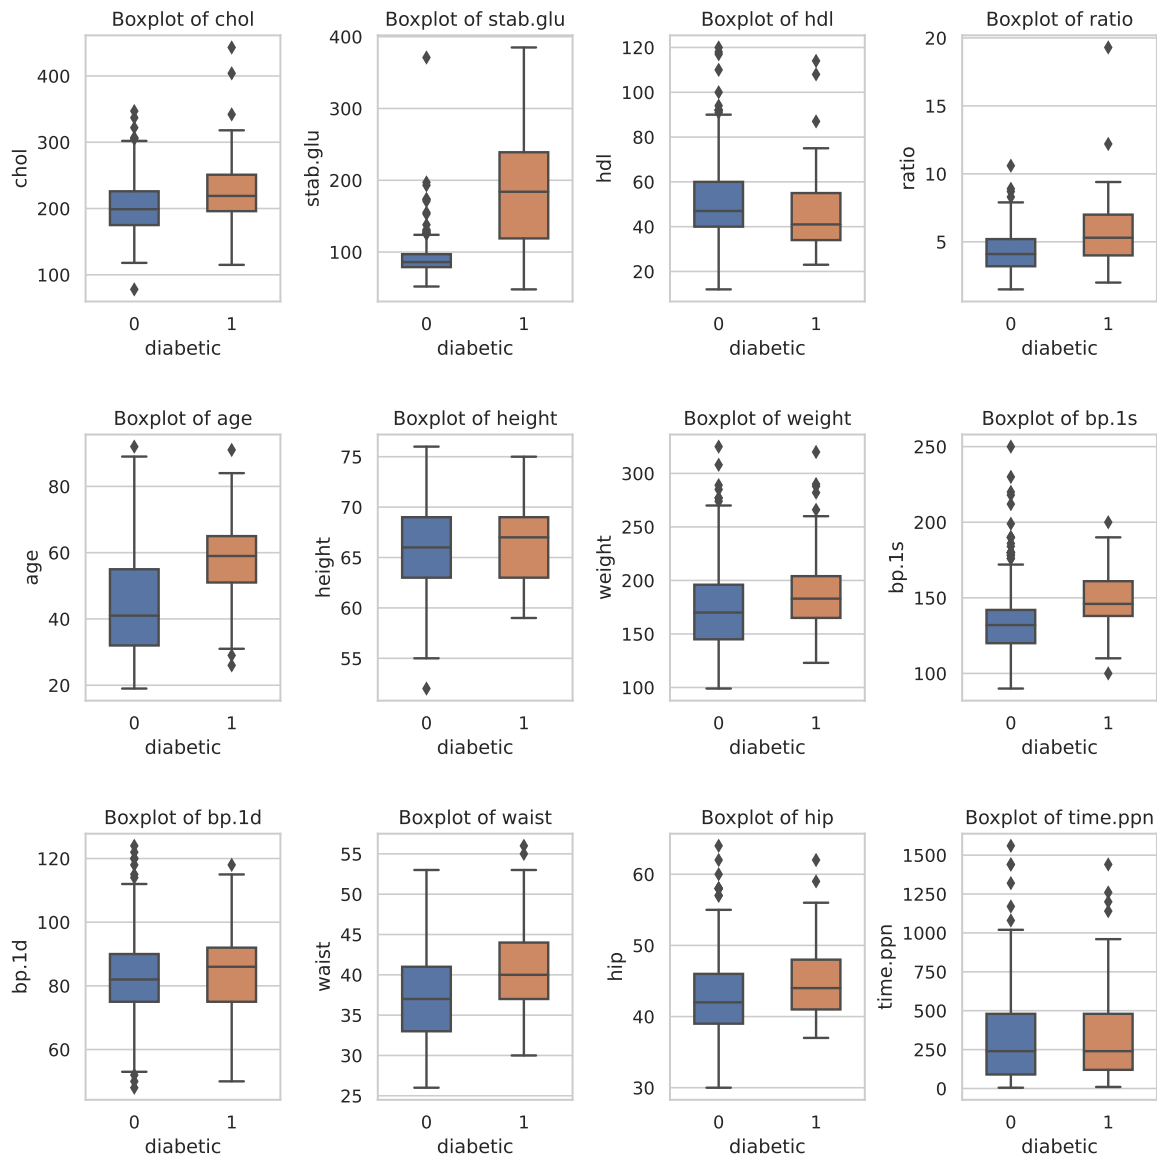 Boxplot of chol
400
300
200
100
chol
0 1
diabetic
Boxplot of stab.glu
400
300
200
100
stab.glu
0 1
diabetic
Boxplot of hdl
120
100
80
60
40
20
hdl
0 1
diabetic
Boxplot of ratio
20
15
10
5
ratio
0 1
diabetic
Boxplot of age
80
60
40
20
age
0 1
diabetic
Boxplot of height
75
70
65
60
55
height
0 1
diabetic
Boxplot of weight
300
250
200
150
100
weight
0 1
diabetic
Boxplot of bp.1s
250
200
150
100
bp.1s
0 1
diabetic
Boxplot of bp.1d
120
100
80
60
bp.1d
0 1
diabetic
Boxplot of waist
55
50
45
40
35
30
25
waist
0 1
diabetic
Boxplot of hip
60
50
40
30
hip
0 1
diabetic
Boxplot of time.ppn
1500
1250
1000
750
500
250
0
time.ppn
0 1
diabetic